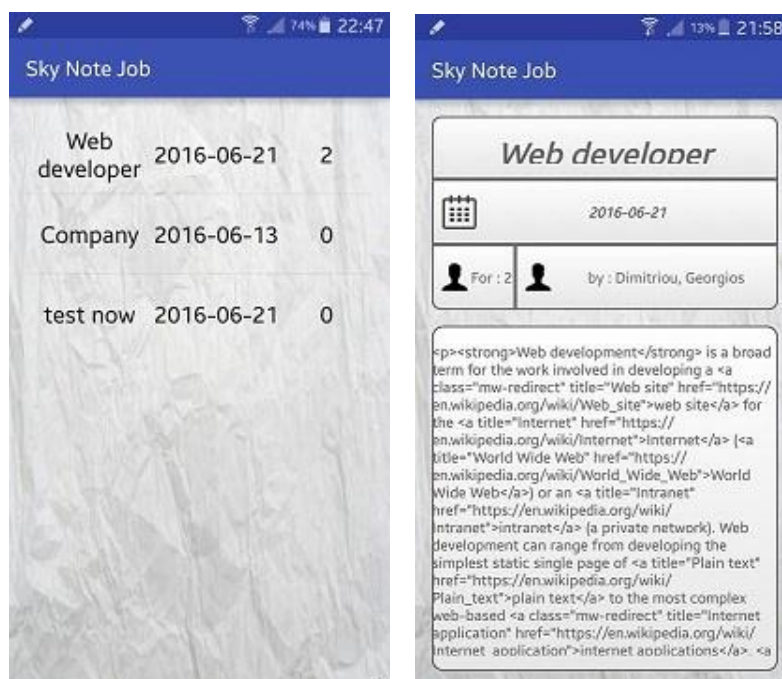 74% 22:47
Sky Note Job
Web
developer 2016-06-21 2
Company 2016-06-13 0
test now 2016-06-21 0
13% 21:58
Sky Note Job
Web developer
2016-06-21
For : 2 by : Dimitriou, Georgios
<p><strong>Web development</strong> is a broad
term for the work involved in developing a <a
class="mw-redirect" title="Web site" href="https://
en.wikipedia.org/wiki/Web_site">web site</a> for
the <a title="Internet" href="https://
en.wikipedia.org/wiki/Internet">Internet</a> (<a
title="World Wide Web" href="https://
en.wikipedia.org/wiki/World_Wide_Web">World
Wide Web</a>) or an <a title="Intranet"
href="https://en.wikipedia.org/wiki/
Intranet">intranet</a> (a private network). Web
development can range from developing the
simplest static single page of <a title="Plain text"
href="https://en.wikipedia.org/wiki/
Plain_text">plain text</a> to the most complex
web-based <a class="mw-redirect" title="Internet
application" href="https://en.wikipedia.org/wiki/
Internet_application">internet applications</a>, <a